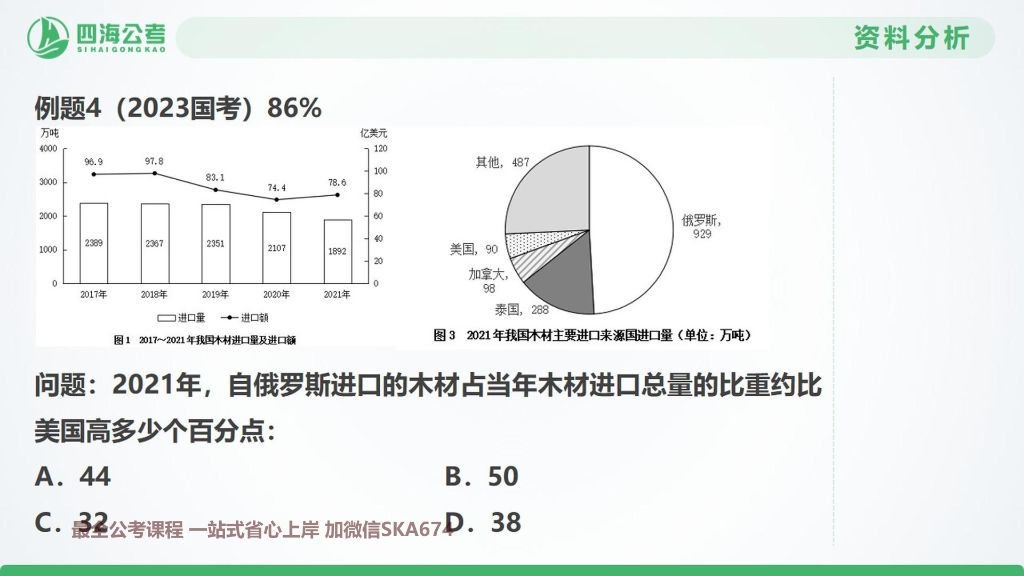 四海公考
SIHAIGONGKAO
资料分析
例题4（2023国考）86%
万吨
亿美元
4000
3000
2000
1000
0
120
100
80
60
40
20
0
96.9
97.8
83.1
74.4
78.6
2389
2367
2351
2107
1892
2017年
2018年
2019年
2020年
2021年
进口量
进口额
图1 2017～2021年我国木材进口量及进口额
其他，487
俄罗斯，
929
美国，90
加拿大，
98
泰国，288
图3 2021年我国木材主要进口来源国进口量（单位：万吨）
问题：2021年，自俄罗斯进口的木材占当年木材进口总量的比重约比
美国高多少个百分点：
A．44
B．50
C．32
D．38
最全公考课程 一站式省心上岸 加微信SKA674